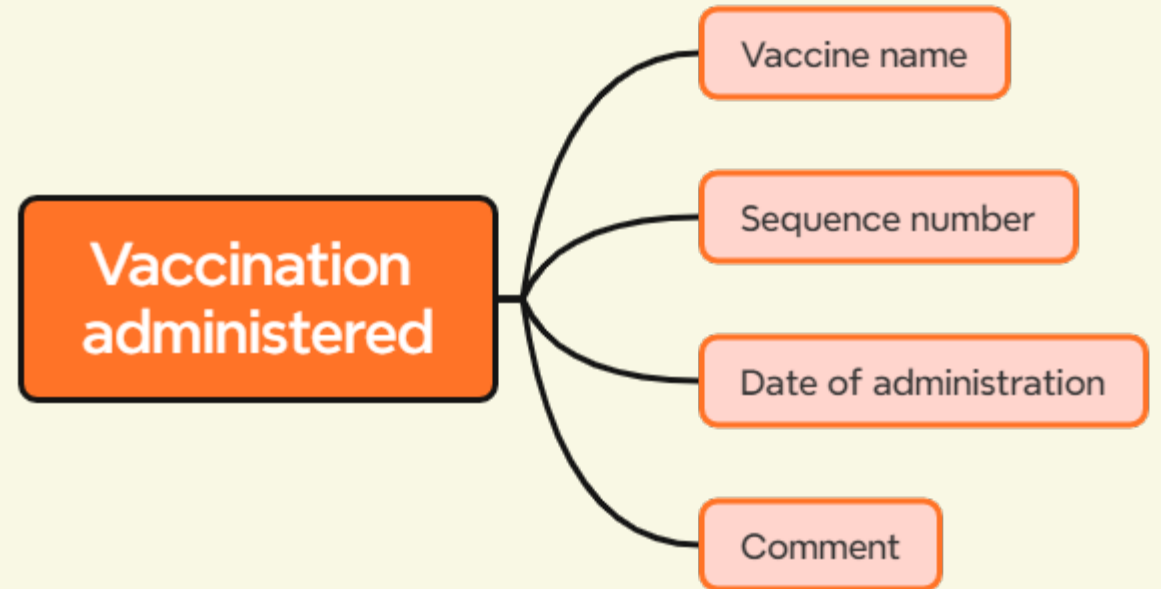 Vaccination
administered
Vaccine name
Sequence number
Date of administration
Comment